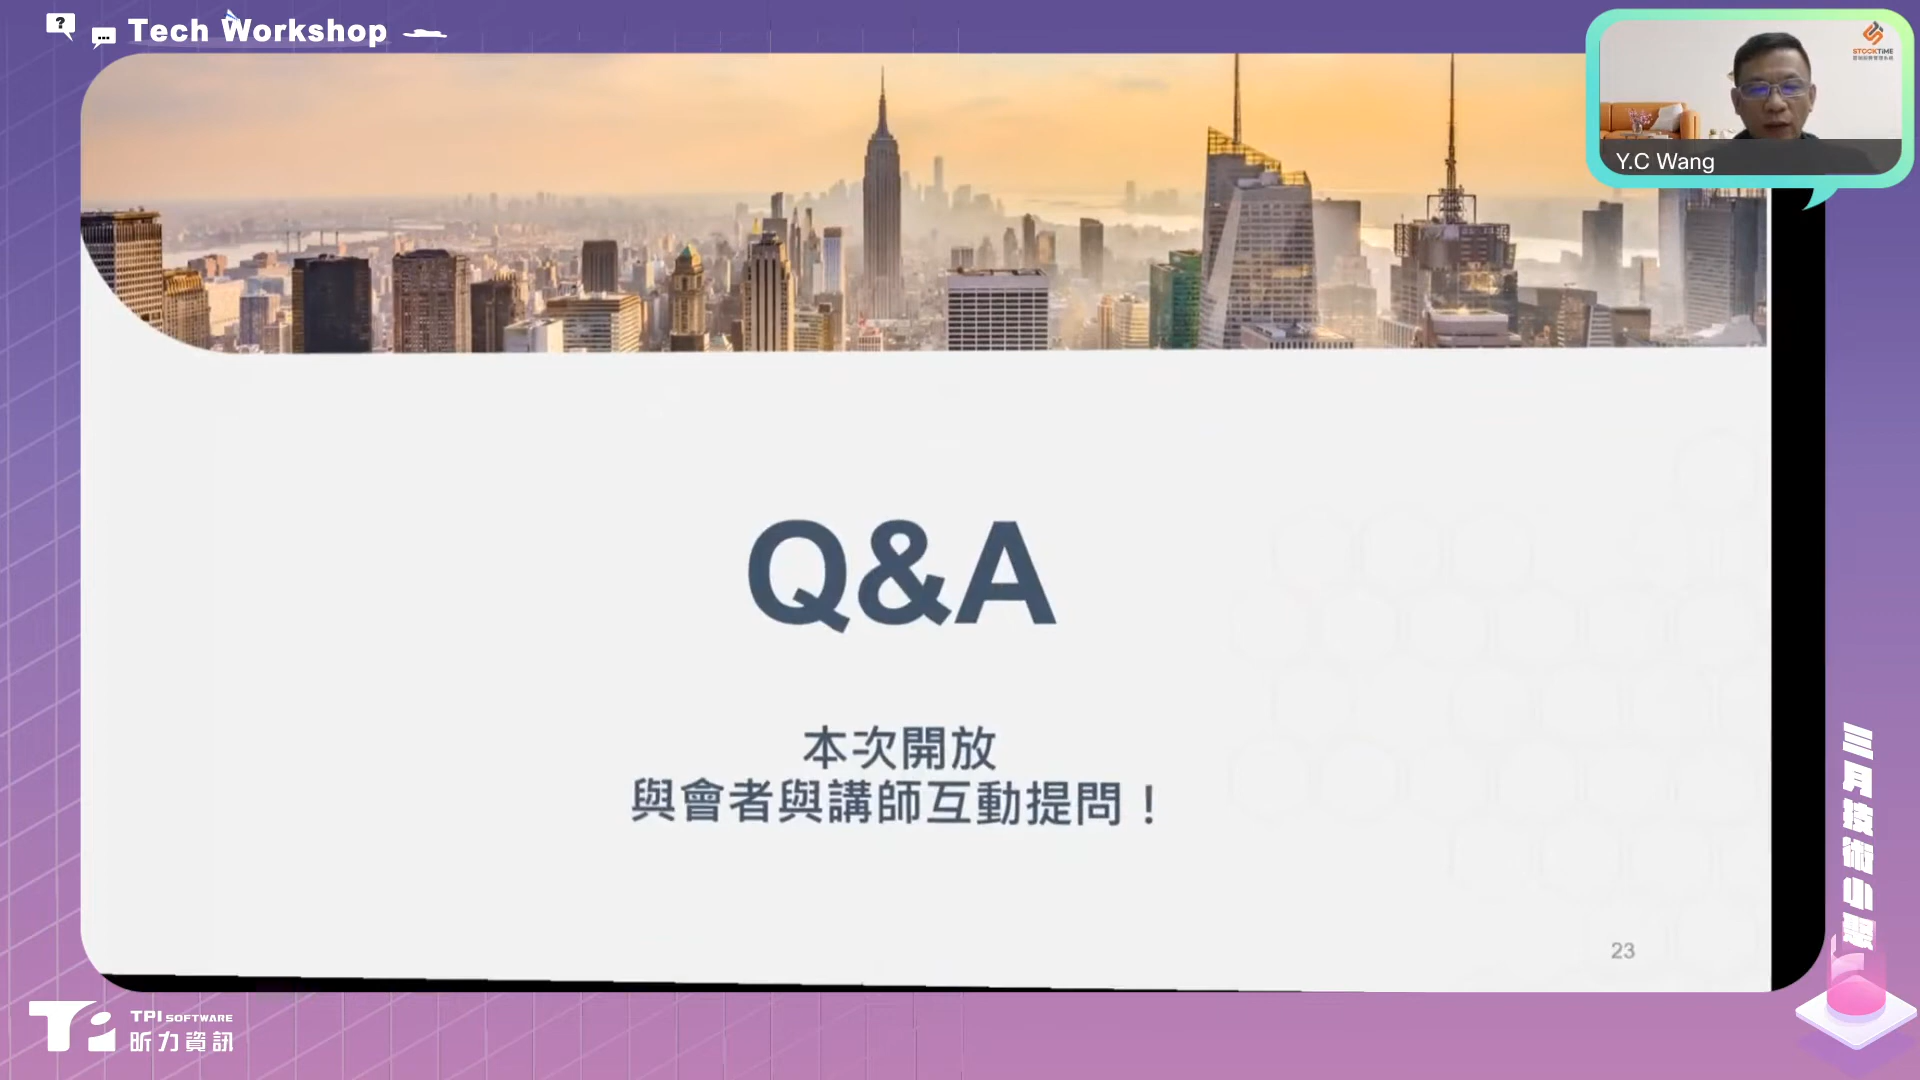 ?
...
Tech Workshop
STOCKTIME
Y.C Wang
Q&A
本次開放
與會者與講師互動提問！
23
三月技術小聚
TPI SOFTWARE
昕力資訊